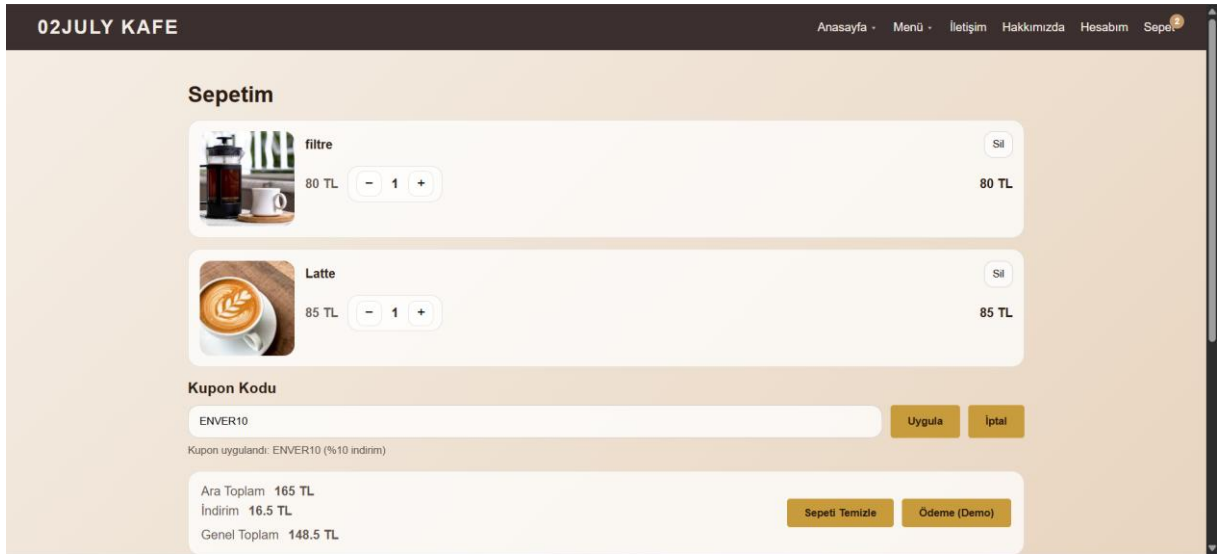 02JULY KAFE
Anasayfa Menü İletişim Hakkımızda Hesabım Sepet 2
Sepetim
filtre Sil
80 TL − 1 + 80 TL
Latte Sil
85 TL − 1 + 85 TL
Kupon Kodu
ENVER10 Uygula İptal
Kupon uygulandı: ENVER10 (%10 indirim)
Ara Toplam 165 TL
İndirim 16.5 TL
Sepeti Temizle Ödeme (Demo)
Genel Toplam 148.5 TL